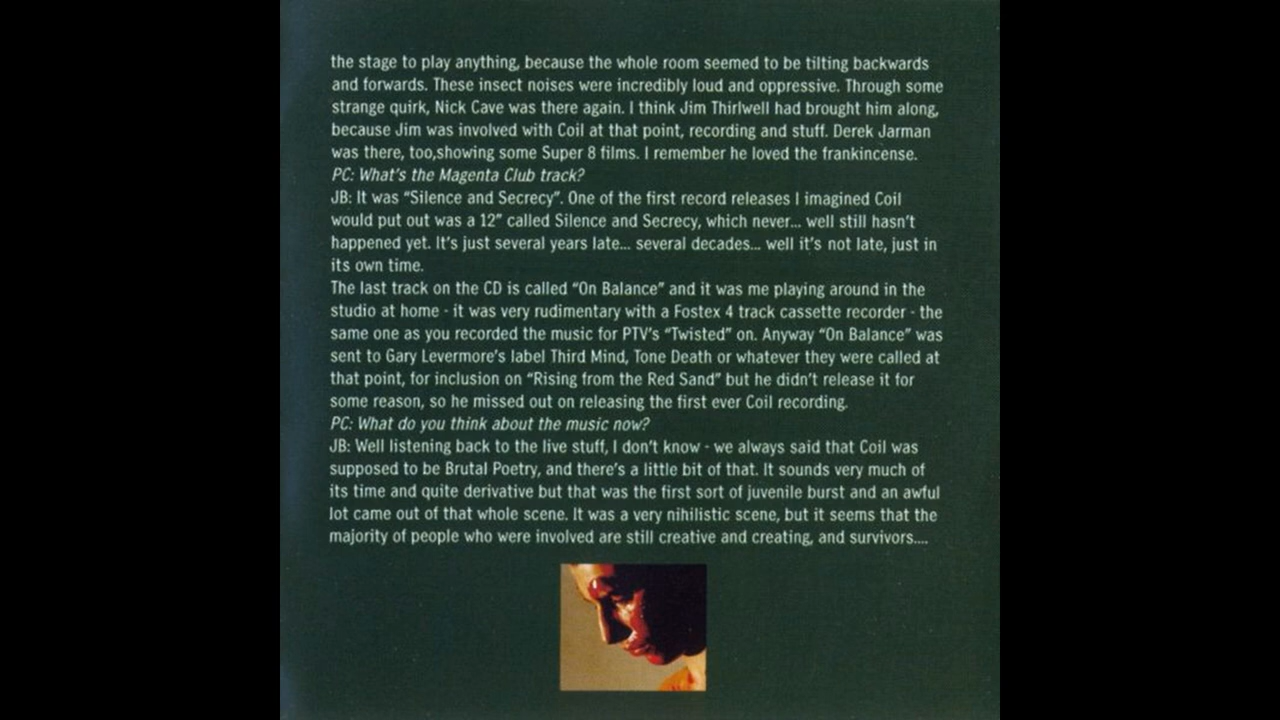 the stage to play anything, because the whole room seemed to be tilting backwards
and forwards. These insect noises were incredibly loud and oppressive. Through some
strange quirk, Nick Cave was there again. I think Jim Thirlwell had brought him along,
because Jim was involved with Coil at that point, recording and stuff. Derek Jarman
was there, too,showing some Super 8 films. I remember he loved the frankincense.
PC: What's the Magenta Club track?
JB: It was "Silence and Secrecy". One of the first record releases I imagined Coil
would put out was a 12" called Silence and Secrecy, which never... well still hasn't
happened yet. It's just several years late... several decades... well it's not late, just in
its own time.
The last track on the CD is called "On Balance" and it was me playing around in the
studio at home - it was very rudimentary with a Fostex 4 track cassette recorder - the
same one as you recorded the music for PTV's "Twisted" on. Anyway "On Balance" was
sent to Gary Levermore's label Third Mind, Tone Death or whatever they were called at
that point, for inclusion on "Rising from the Red Sand" but he didn't release it for
some reason, so he missed out on releasing the first ever Coil recording.
PC: What do you think about the music now?
JB: Well listening back to the live stuff, I don't know - we always said that Coil was
supposed to be Brutal Poetry, and there's a little bit of that. It sounds very much of
its time and quite derivative but that was the first sort of juvenile burst and an awful
lot came out of that whole scene. It was a very nihilistic scene, but it seems that the
majority of people who were involved are still creative and creating, and survivors....